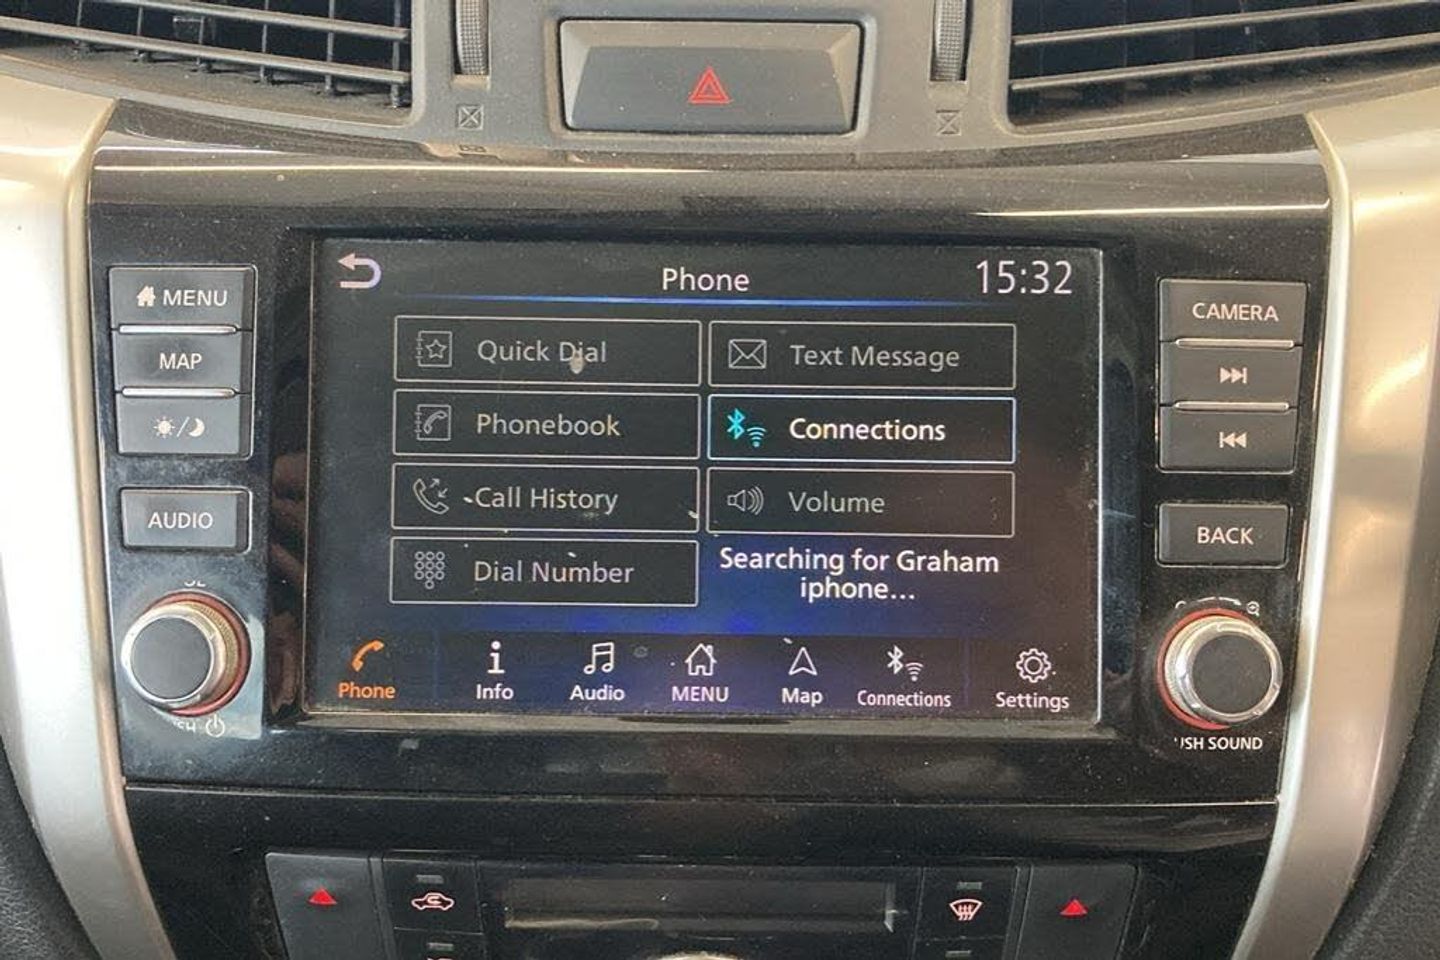 Phone
15:32
MENU
MAP
AUDIO
Quick Dial
Text Message
Phonebook
Connections
Call History
Volume
Dial Number
Searching for Graham
iphone...
Phone
Info
Audio
MENU
Map
Connections
Settings
CAMERA
BACK
USH SOUND